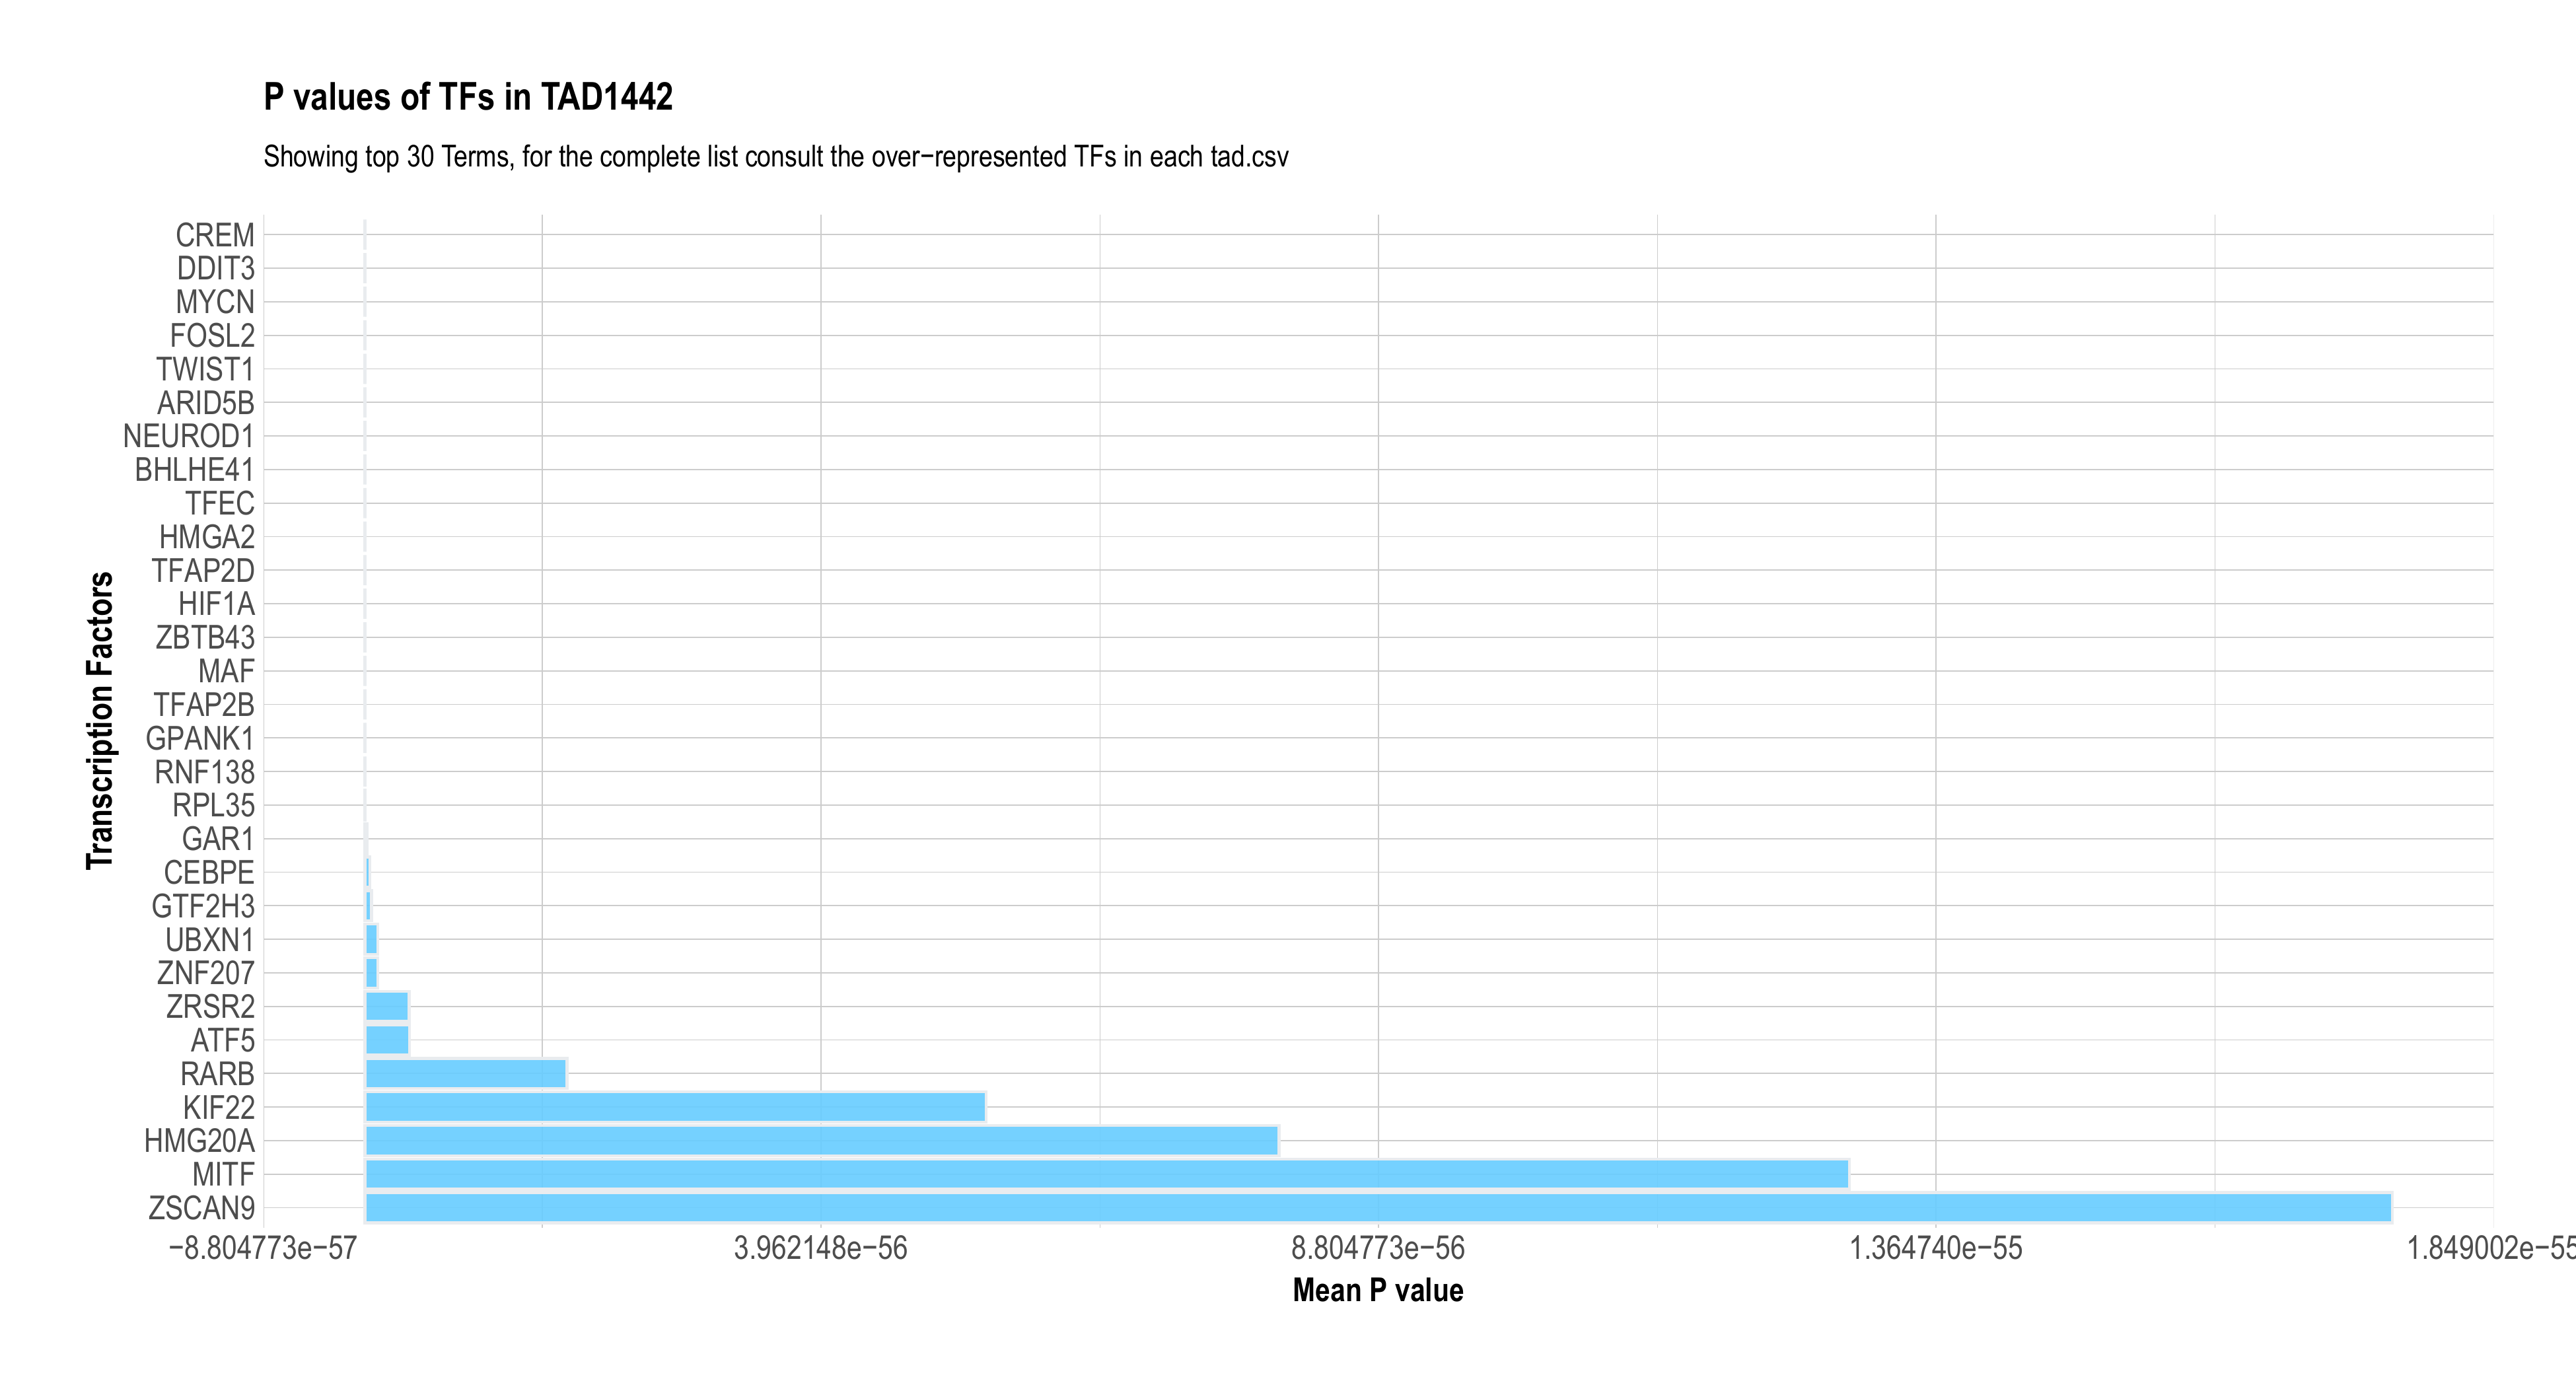 P values of TFs in TAD1442
Showing top 30 Terms, for the complete list consult the over−represented TFs in each tad.csv
Transcription Factors
CREM
DDIT3
MYCN
FOSL2
TWIST1
ARID5B
NEUROD1
BHLHE41
TFEC
HMGA2
TFAP2D
HIF1A
ZBTB43
MAF
TFAP2B
GPANK1
RNF138
RPL35
GAR1
CEBPE
GTF2H3
UBXN1
ZNF207
ZRSR2
ATF5
RARB
KIF22
HMG20A
MITF
ZSCAN9
−8.804773e−57 3.962148e−56 8.804773e−56 1.364740e−55 1.849002e−55
Mean P value